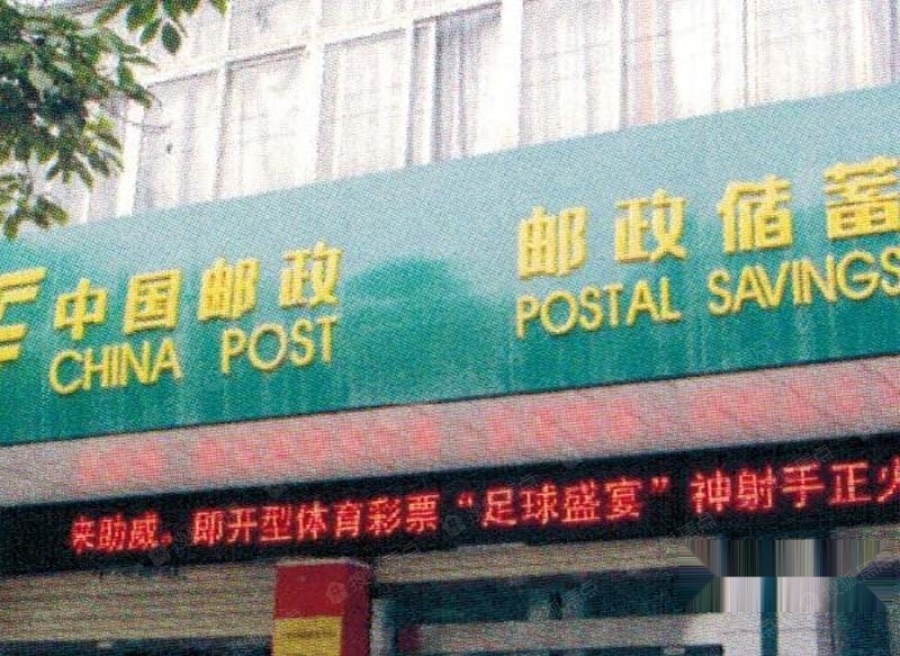 中国邮政
CHINA POST
邮政储蓄
POSTAL SAVINGS
来助威。即开型体育彩票“足球盛宴”神射手正火